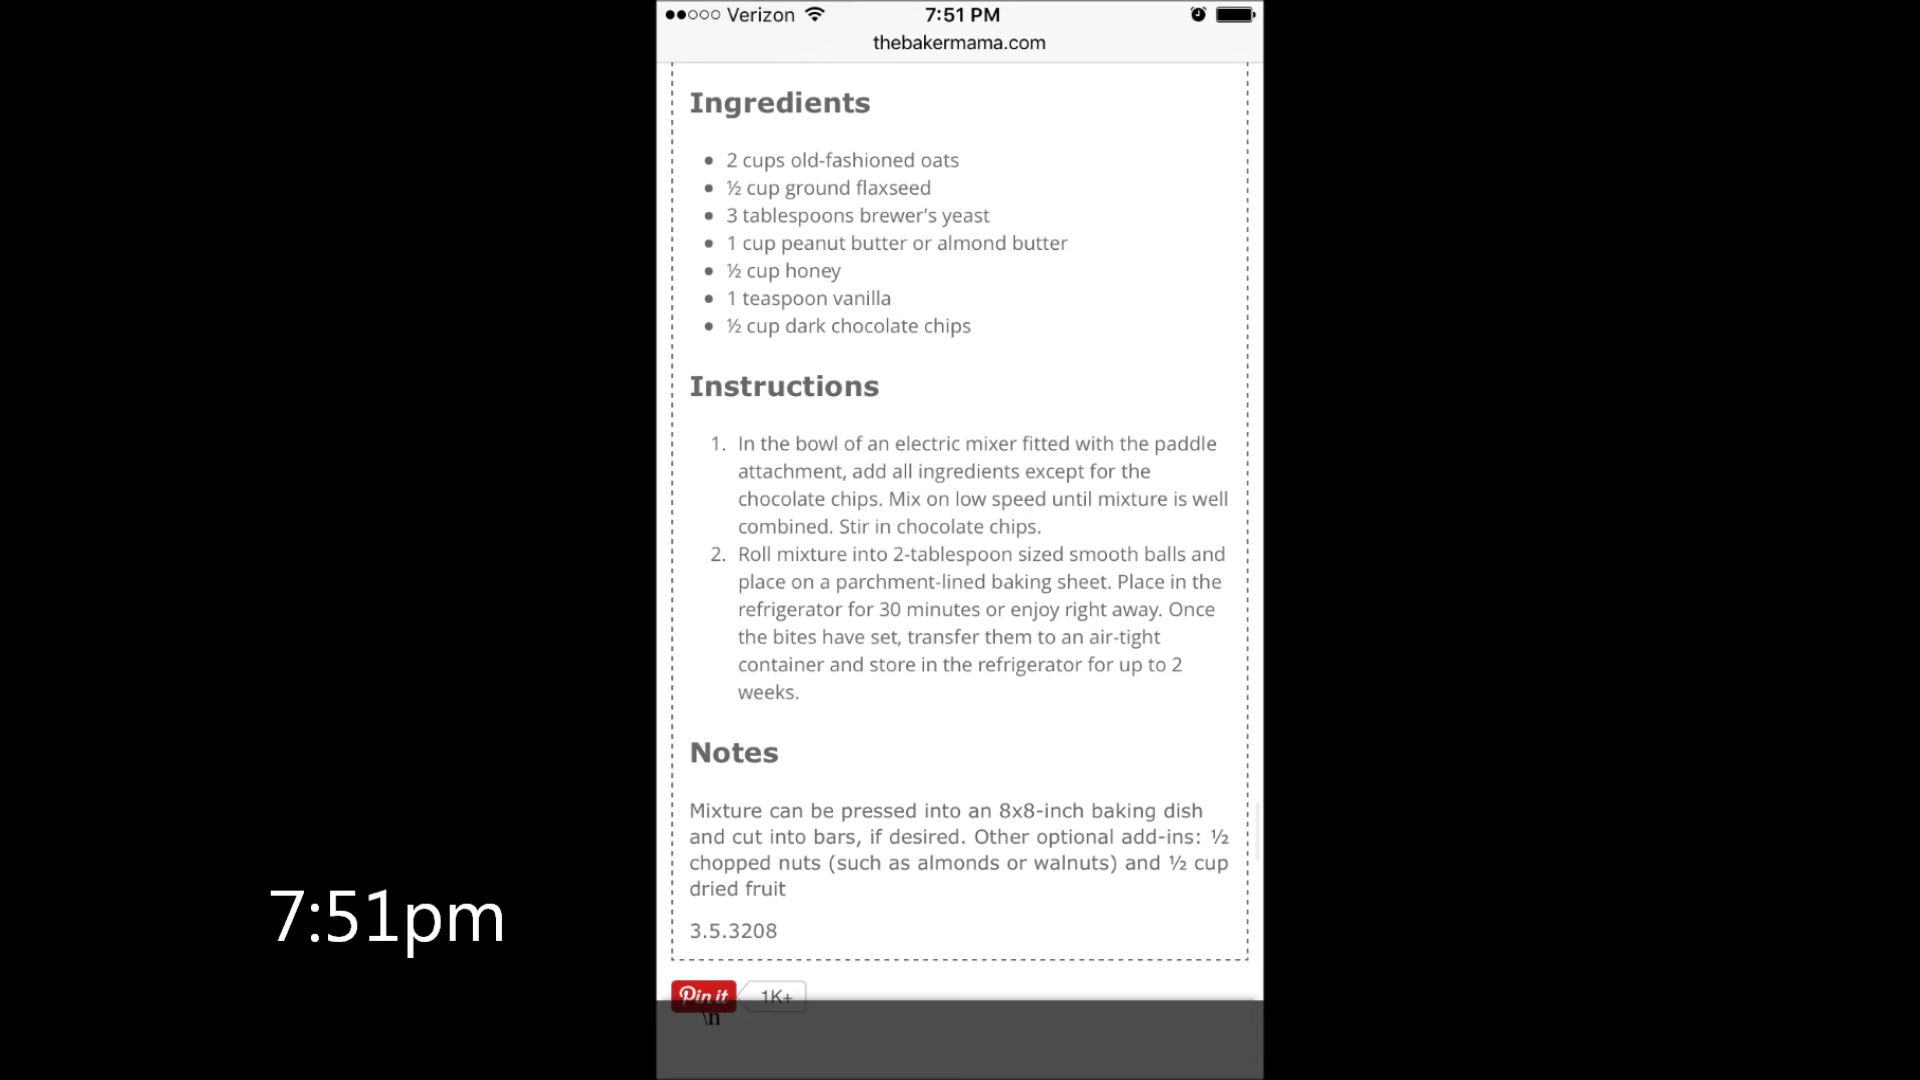 Verizon 7:51 PM
thebakermama.com
Ingredients
• 2 cups old-fashioned oats
• ½ cup ground flaxseed
• 3 tablespoons brewer’s yeast
• 1 cup peanut butter or almond butter
• ½ cup honey
• 1 teaspoon vanilla
• ½ cup dark chocolate chips
Instructions
1. In the bowl of an electric mixer fitted with the paddle
attachment, add all ingredients except for the
chocolate chips. Mix on low speed until mixture is well
combined. Stir in chocolate chips.
2. Roll mixture into 2-tablespoon sized smooth balls and
place on a parchment-lined baking sheet. Place in the
refrigerator for 30 minutes or enjoy right away. Once
the bites have set, transfer them to an air-tight
container and store in the refrigerator for up to 2
weeks.
Notes
Mixture can be pressed into an 8x8-inch baking dish
and cut into bars, if desired. Other optional add-ins: ½
chopped nuts (such as almonds or walnuts) and ½ cup
dried fruit
3.5.3208
7:51pm
Pin it 1K+
\n